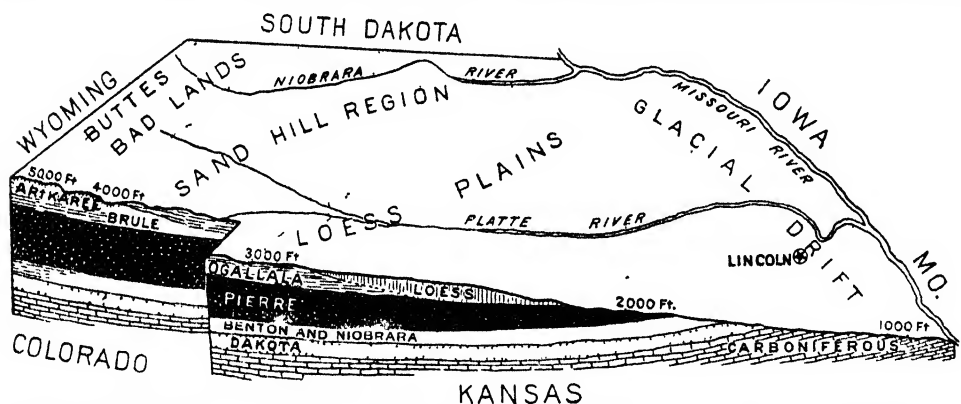 SOUTH DAKOTA
WYOMING
BUTTES
BAD LANDS
NIOBRARA RIVER
SAND HILL REGION
MISSOURI RIVER
IOWA
GLACIAL DRIFT
LOESS PLAINS
PLATTE RIVER
LINCOLN
MO.
5000 Ft
4000 Ft
ARIKAREE
BRULE
3000 Ft
OGALLALA
LOESS
PIERRE
2000 Ft.
1000 Ft
BENTON AND NIOBRARA
DAKOTA
CARBONIFEROUS
COLORADO
KANSAS